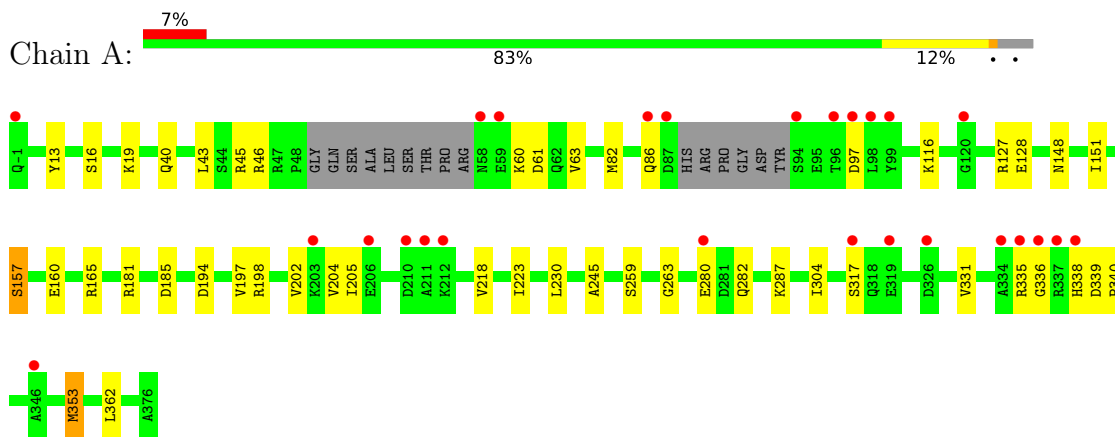 7%
Chain A:
83% 12% • •
Q-1 Y13 S16 K19 Q40 L43 S44 R45 R46 R47 P48 GLY GLN SER ALA LEU SER THR PRO ARG N58 E59 K60 D61 Q62 V63 M82 Q86 D87 HIS ARG PRO GLY ASP TYR S94 E95 T96 D97 L98 Y99 K116 G120 R127 E128 N148 I151
S157 E160 R165 R181 D185 D194 V197 R198 V202 K203 V204 I205 E206 D210 A211 K212 V218 I223 L230 A245 S259 G263 E280 D281 Q282 K287 I304 S317 Q318 E319 D326 V331 A334 R335 G336 R337 H338 D339
A346 M353 L362 A376